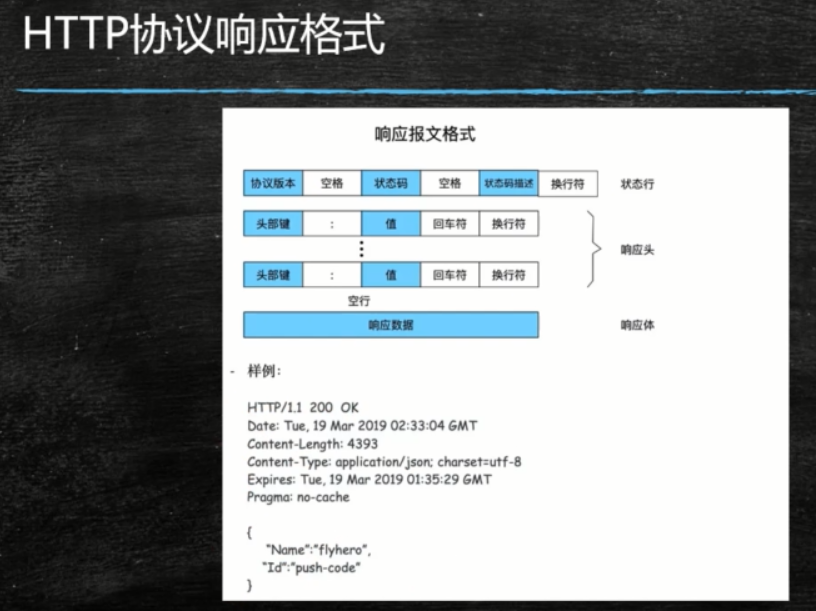 HTTP协议响应格式
响应报文格式
协议版本 空格 状态码 空格 状态码描述 换行符 状态行
头部键 : 值 回车符 换行符
⋮ 响应头
头部键 : 值 回车符 换行符
空行
响应数据 响应体
- 样例:
HTTP/1.1 200 OK
Date: Tue, 19 Mar 2019 02:33:04 GMT
Content-Length: 4393
Content-Type: application/json; charset=utf-8
Expires: Tue, 19 Mar 2019 01:35:29 GMT
Pragma: no-cache
{
"Name":"flyhero",
"Id":"push-code"
}